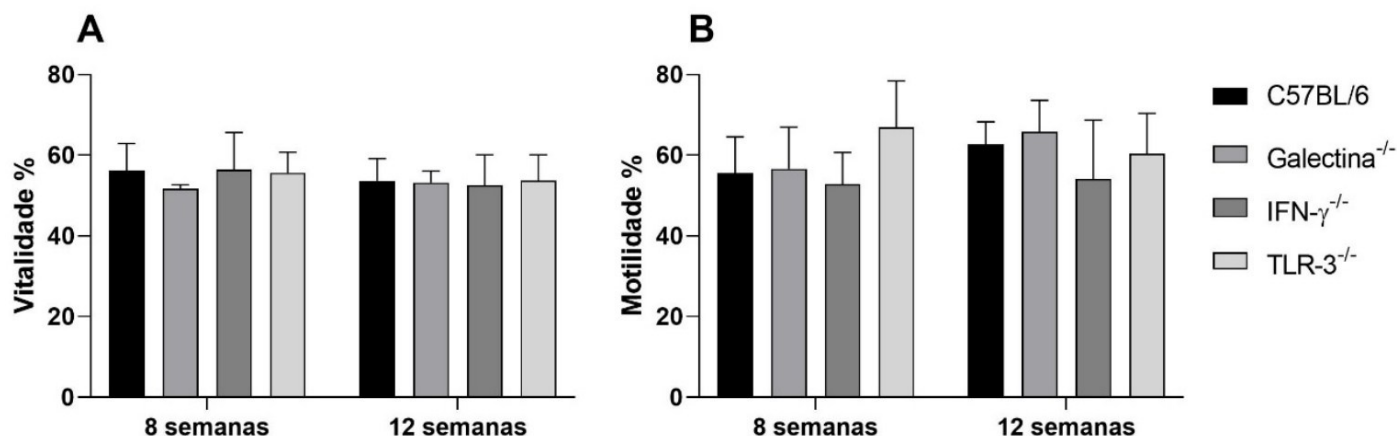 A
Vitalidade %
80
60
40
20
0
8 semanas
12 semanas
B
Motilidade %
80
60
40
20
0
8 semanas
12 semanas
C57BL/6
Galectina-/-
IFN-γ-/-
TLR-3-/-